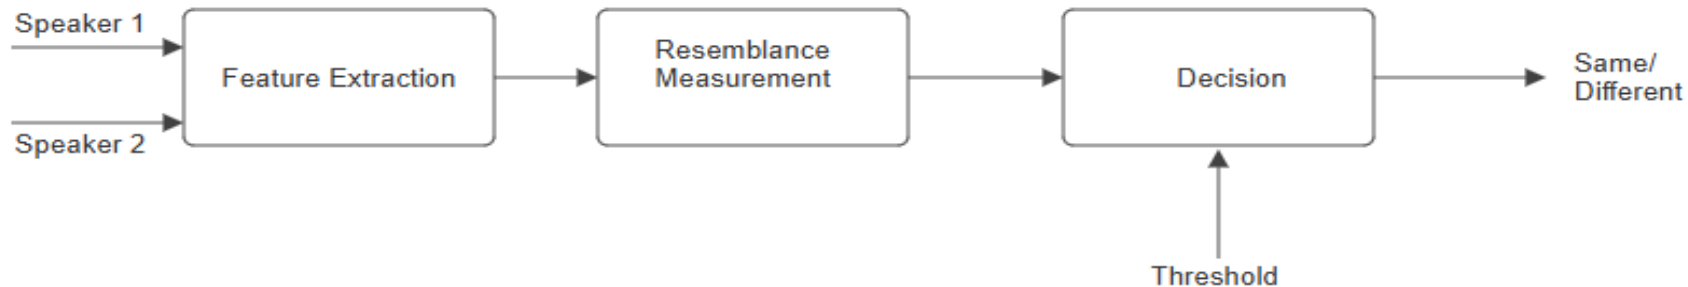 Speaker 1
Speaker 2
Feature Extraction
Resemblance
Measurement
Decision
Threshold
Same/
Different